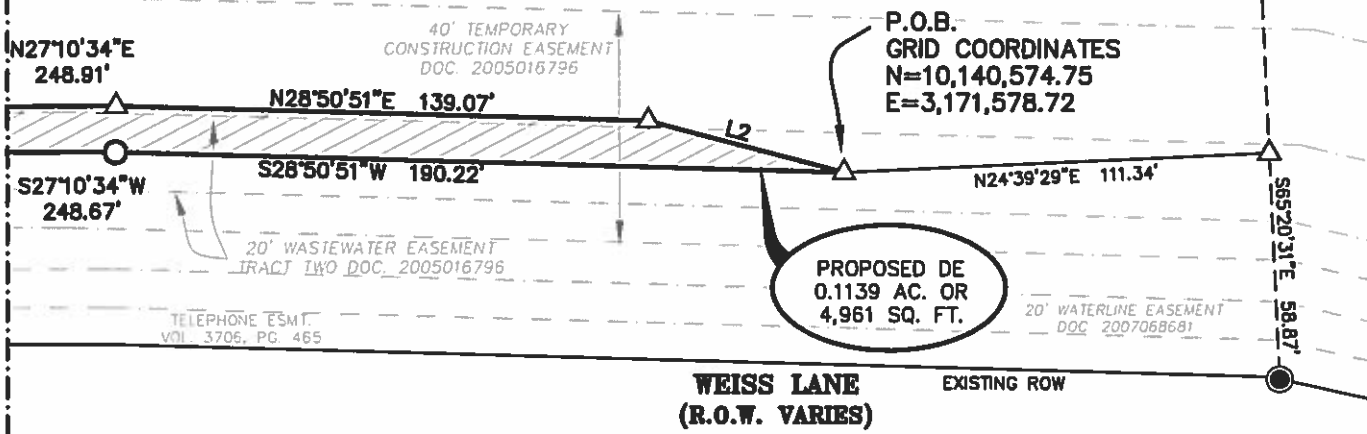 40' TEMPORARY
CONSTRUCTION EASEMENT
DOC. 2005016796
P.O.B.
GRID COORDINATES
N=10,140,574.75
E=3,171,578.72
N27°10'34"E
248.91'
N28°50'51"E 139.07'
L2
S28°50'51"W 190.22'
N24°39'29"E 111.34'
S27°10'34"W
248.67'
S65°20'31"E 58.87'
20' WASTEWATER EASEMENT
TRACT TWO DOC. 2005016796
PROPOSED DE
0.1139 AC. OR
4,961 SQ. FT.
20' WATERLINE EASEMENT
DOC 2007068681
TELEPHONE ESMT.
VOL. 3706, PG. 465
WEISS LANE
(R.O.W. VARIES)
EXISTING ROW